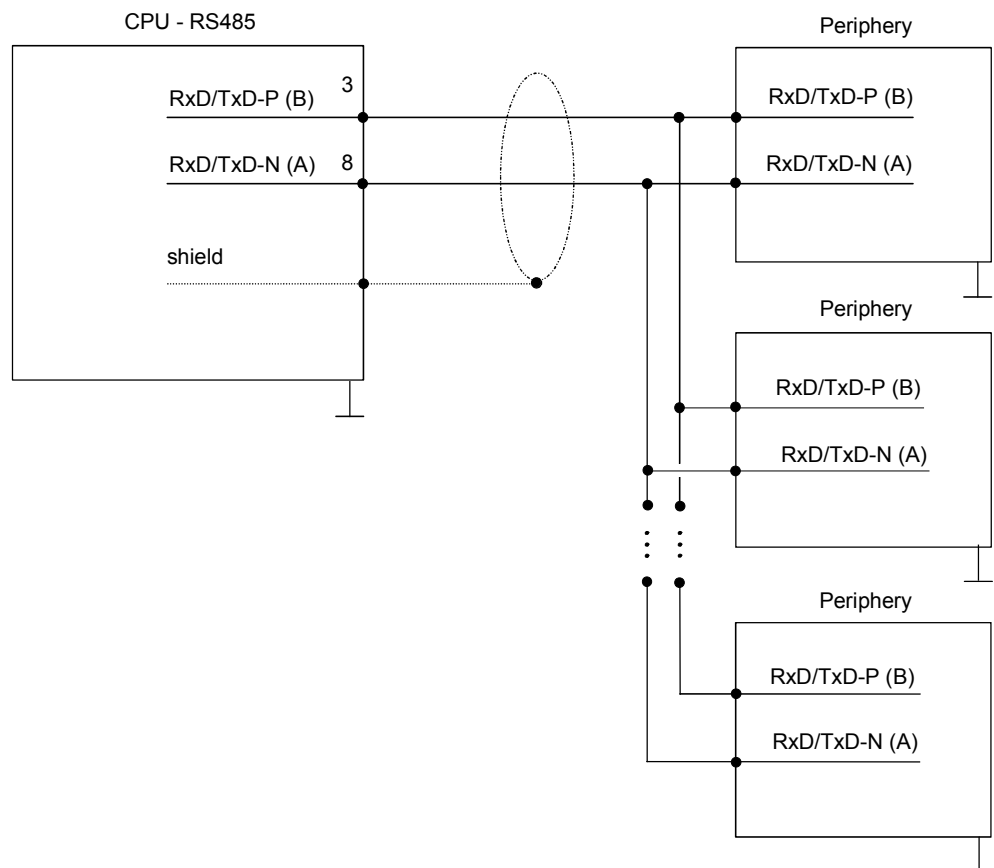 CPU - RS485
RxD/TxD-P (B)
3
RxD/TxD-N (A)
8
shield
Periphery
RxD/TxD-P (B)
RxD/TxD-N (A)
Periphery
RxD/TxD-P (B)
RxD/TxD-N (A)
Periphery
RxD/TxD-P (B)
RxD/TxD-N (A)